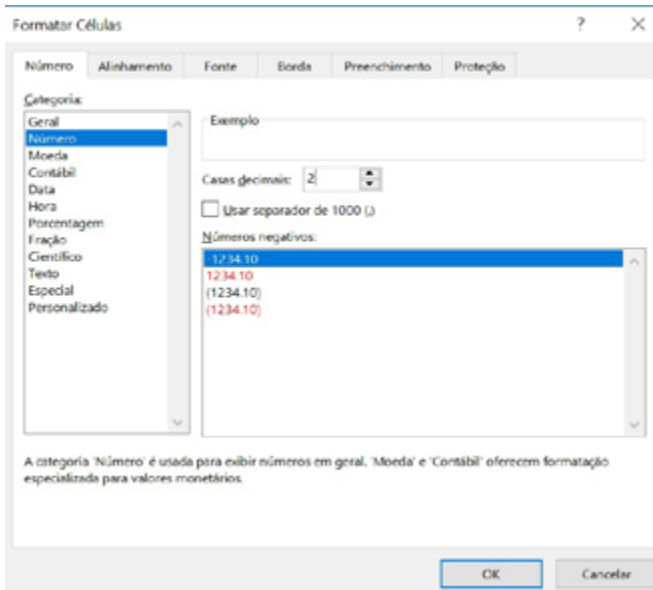 Formatar Células ?
Número Alinhamento Fonte Borda Preenchimento Proteção
Categoria:
Geral
Número
Moeda
Contábil
Data
Hora
Porcentagem
Fração
Científico
Texto
Especial
Personalizado
Exemplo
Casas decimais: 2
Usar separador de 1000 (,)
Números negativos:
-1234.10
1234.10
(1234.10)
(1234.10)
A categoria 'Número' é usada para exibir números em geral. 'Moeda' e 'Contábil' oferecem formatação
especializada para valores monetários.
OK Cancelar